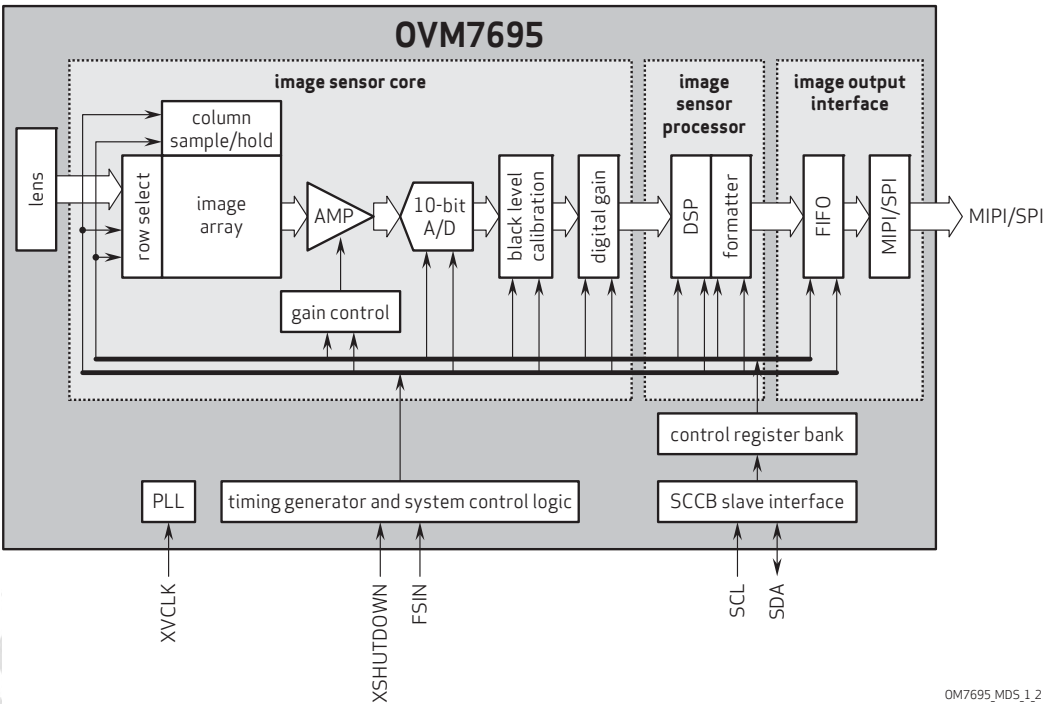 OVM7695
image sensor core
image
sensor
processor
image output
interface
column
sample/hold
lens
row select
image
array
AMP
10-bit
A/D
black level
calibration
digital gain
DSP
formatter
FIFO
MIPI/SPI
MIPI/SPI
gain control
control register bank
PLL
timing generator and system control logic
SCCB slave interface
XVCLK
XSHUTDOWN
FSIN
SCL
SDA
OM7695_MDS_1_2